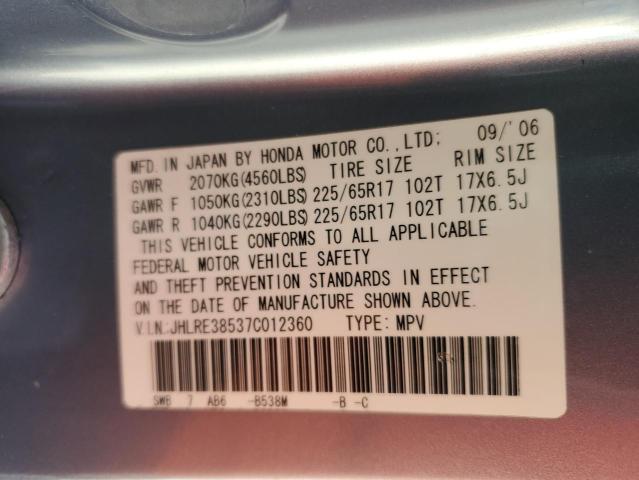 MFD. IN JAPAN BY HONDA MOTOR CO.,LTD; 09/'06
GVWR 2070KG(4560LBS) TIRE SIZE RIM SIZE
GAWR F 1050KG(2310LBS) 225/65R17 102T 17X6.5J
GAWR R 1040KG(2290LBS) 225/65R17 102T 17X6.5J
THIS VEHICLE CONFORMS TO ALL APPLICABLE
FEDERAL MOTOR VEHICLE SAFETY
AND THEFT PREVENTION STANDARDS IN EFFECT
ON THE DATE OF MANUFACTURE SHOWN ABOVE.
V.I.N.:JHLRE38537C012360 TYPE: MPV
SWB 7 AB6 -B538M -B -C